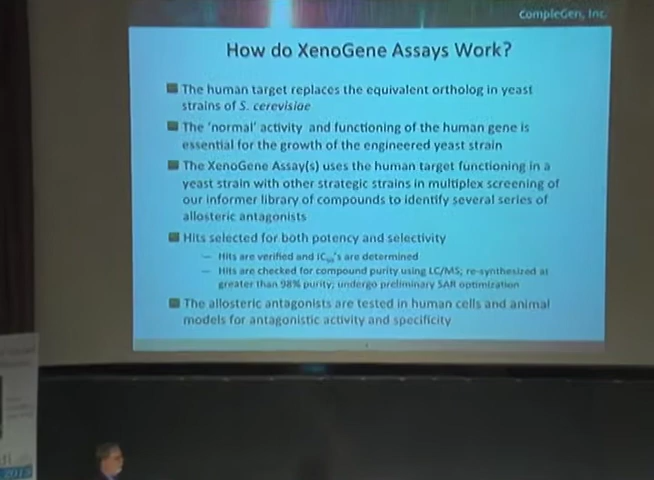 CompleGen, Inc.
How do XenoGene Assays Work?
The human target replaces the equivalent ortholog in yeast
strains of S. cerevisiae
The 'normal' activity and functioning of the human gene is
essential for the growth of the engineered yeast strain
The XenoGene Assay(s) uses the human target functioning in a
yeast strain with other strategic strains in multiplex screening of
our informer library of compounds to identify several series of
allosteric antagonists
Hits selected for both potency and selectivity
— Hits are verified and IC50's are determined
— Hits are checked for compound purity using LC/MS; re-synthesized at
greater than 98% purity; undergo preliminary SAR optimization
The allosteric antagonists are tested in human cells and animal
models for antagonistic activity and specificity
2013